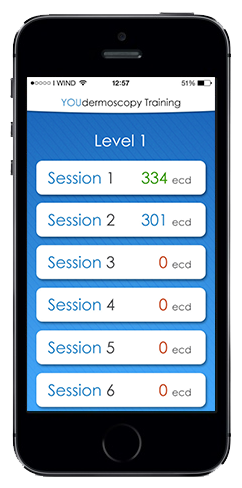 ●○○○○ I WIND 12:57 51%
YOUdermoscopy Training
Level 1
Session 1 334 ecd
Session 2 301 ecd
Session 3 0 ecd
Session 4 0 ecd
Session 5 0 ecd
Session 6 0 ecd